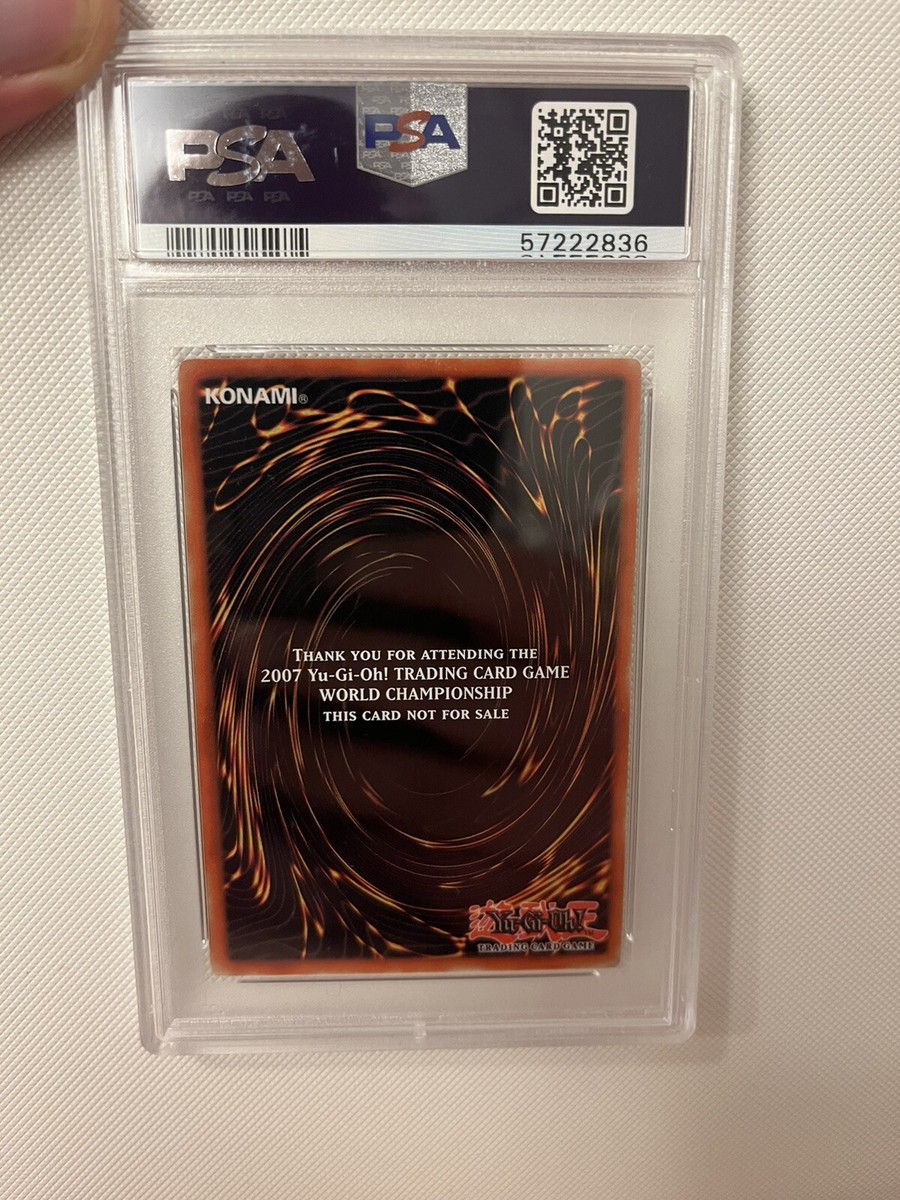 PSA
PSA
57222836
KONAMI®
THANK YOU FOR ATTENDING THE
2007 Yu-Gi-Oh! TRADING CARD GAME
WORLD CHAMPIONSHIP
THIS CARD NOT FOR SALE
Yu-Gi-Oh!
TRADING CARD GAME